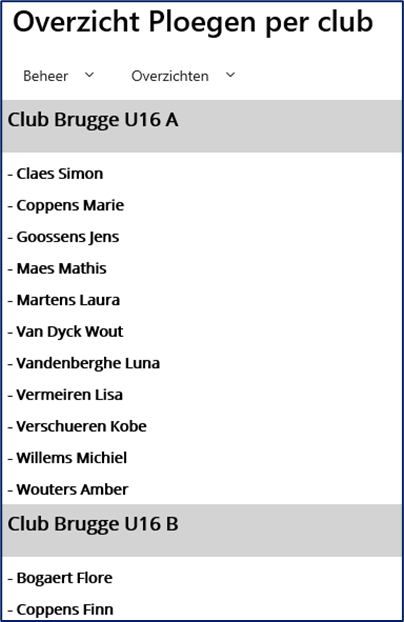 Overzicht Ploegen per club
Beheer Overzichten
Club Brugge U16 A
- Claes Simon
- Coppens Marie
- Goossens Jens
- Maes Mathis
- Martens Laura
- Van Dyck Wout
- Vandenberghe Luna
- Vermeiren Lisa
- Verschueren Kobe
- Willems Michiel
- Wouters Amber
Club Brugge U16 B
- Bogaert Flore
- Coppens Finn